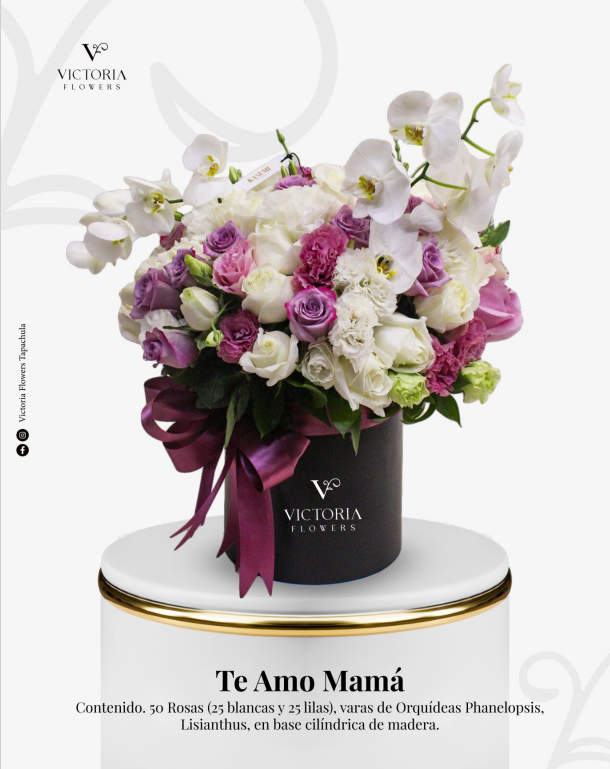 VICTORIA
FLOWERS
Victoria Flowers Tapachula
VICTORIA
FLOWERS
Te Amo Mamá
Contenido. 50 Rosas (25 blancas y 25 lilas), varas de Orquídeas Phanelopsis,
Lisianthus, en base cilíndrica de madera.